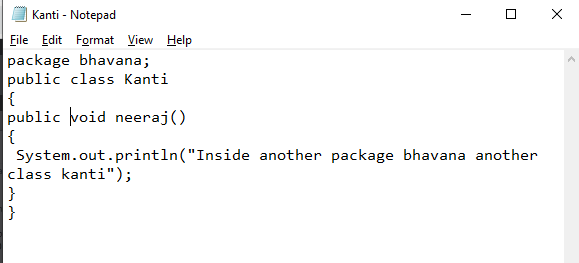 Kanti - Notepad
File Edit Format View Help
package bhavana;
public class Kanti
{
public void neeraj()
{
 System.out.println("Inside another package bhavana another
class kanti");
}
}